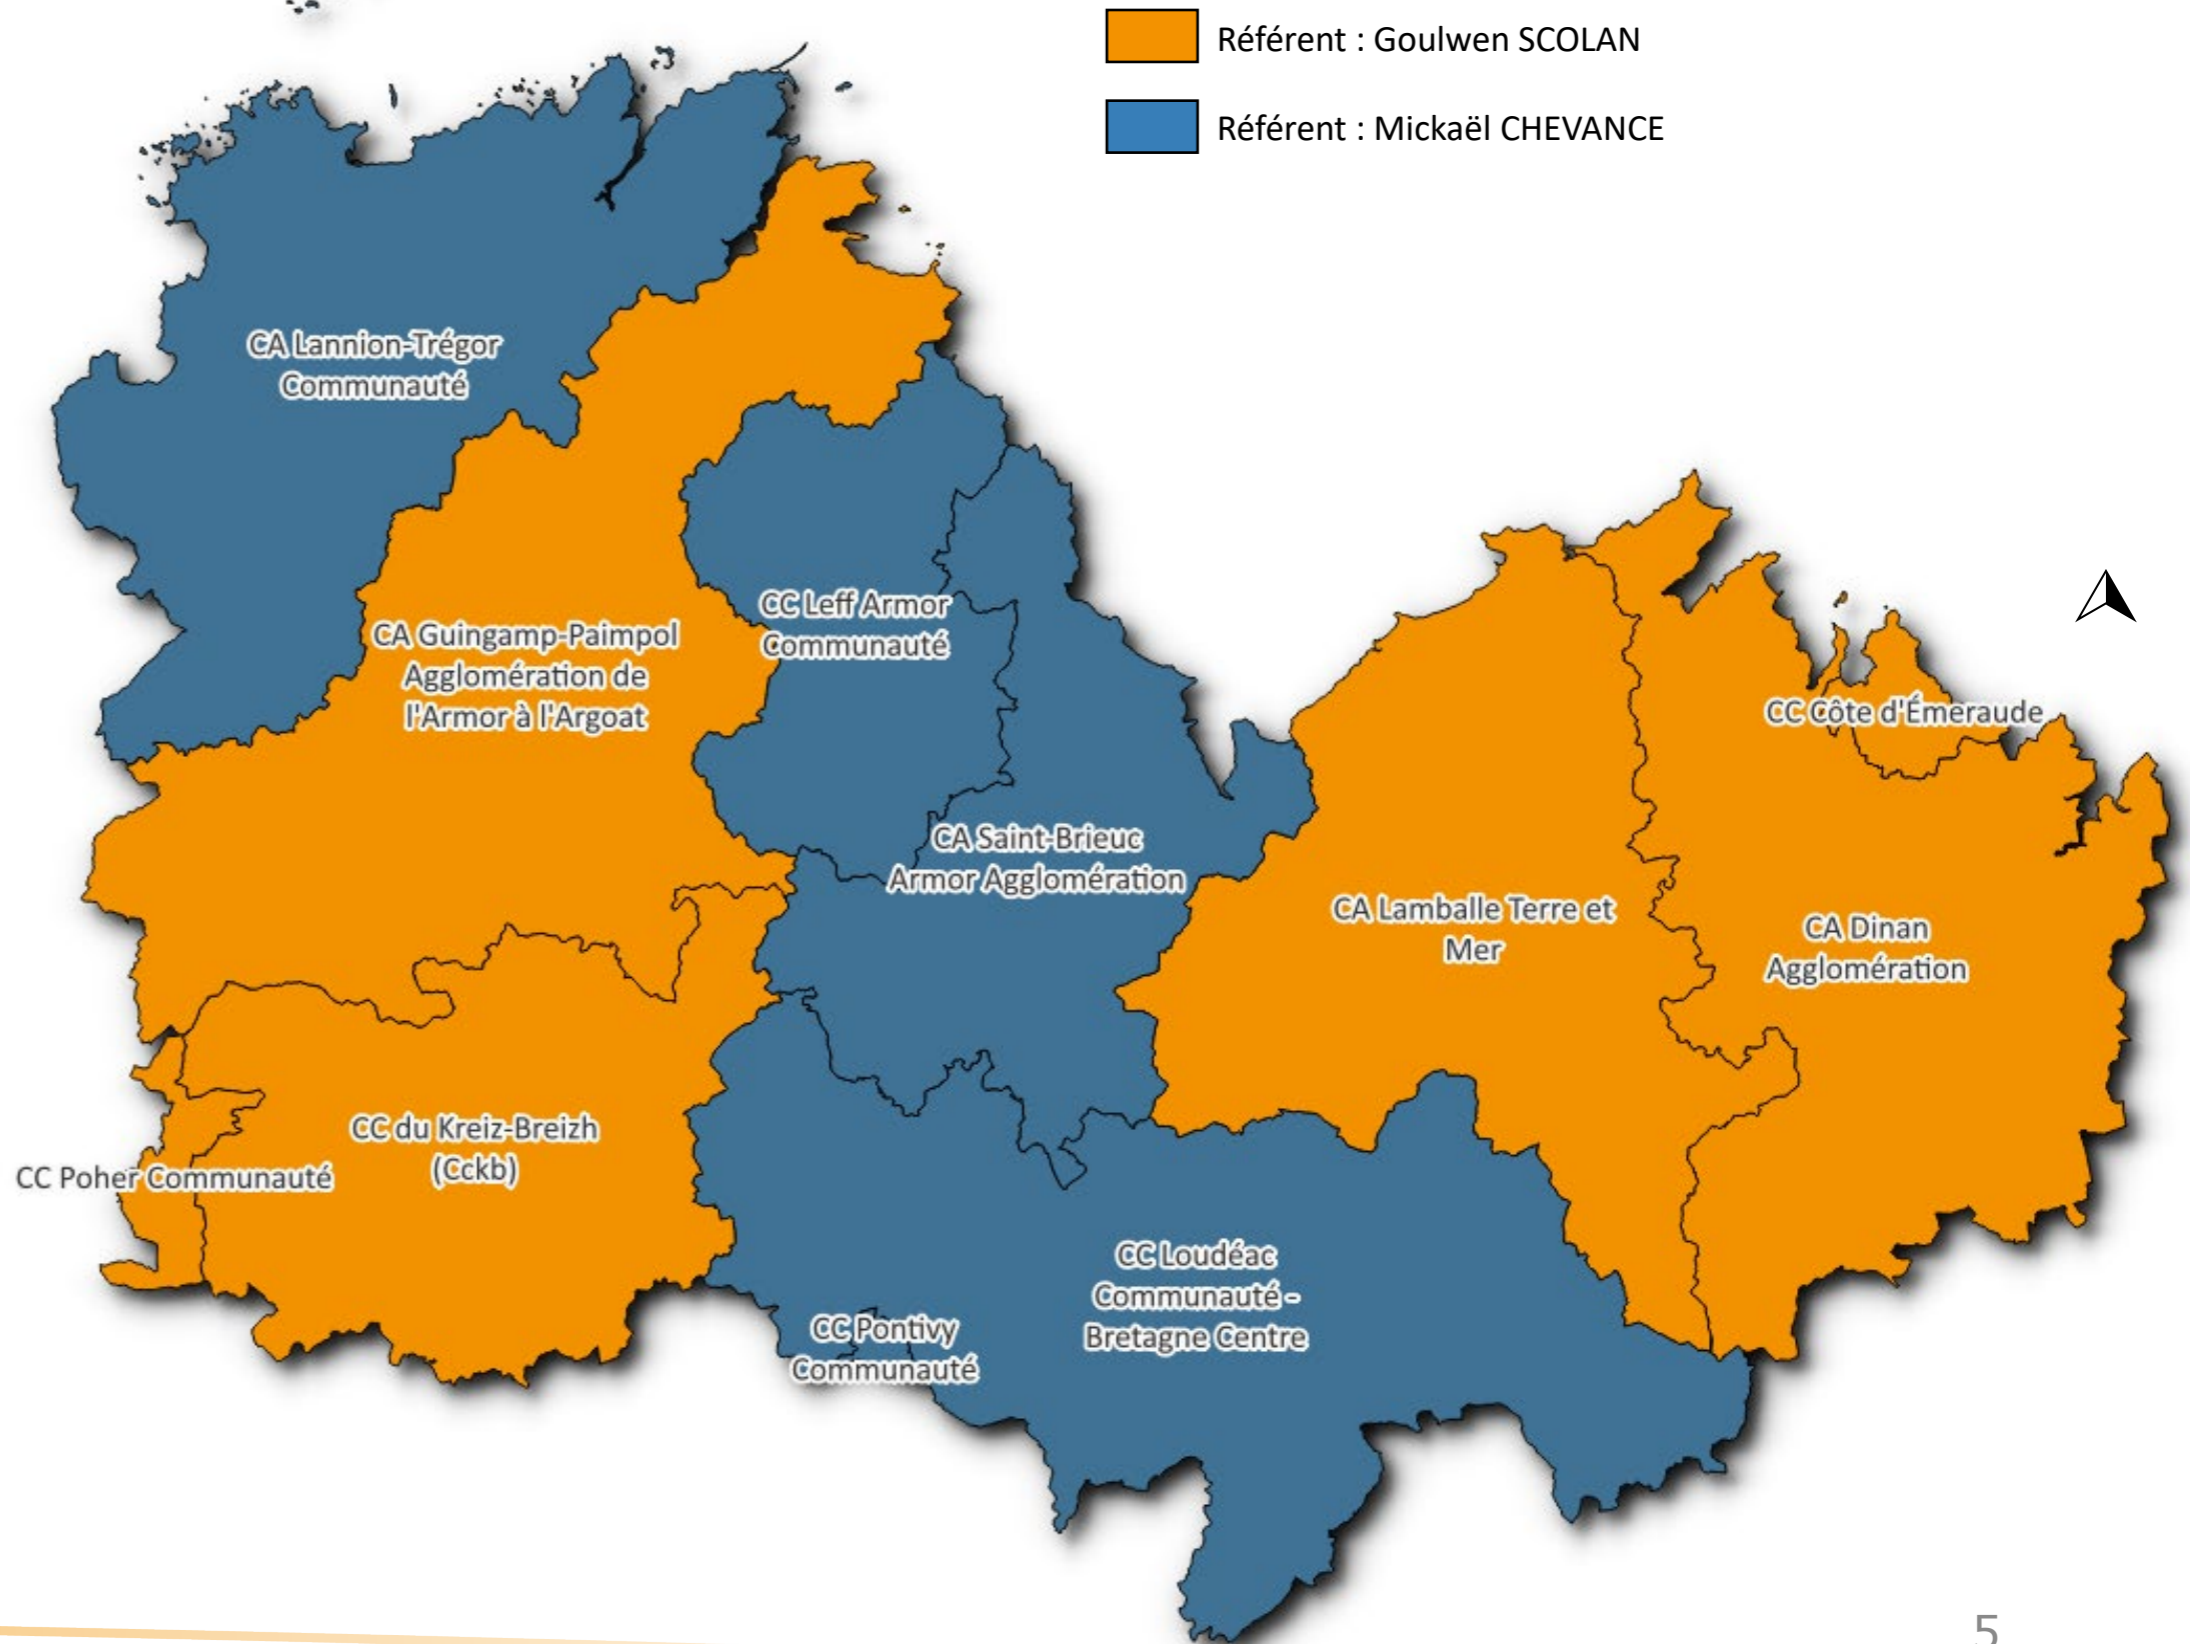 Référent : Goulwen SCOLAN
Référent : Mickaël CHEVANCE
CA Lannion-Trégor
Communauté
CC Leff Armor
Communauté
CA Guingamp-Paimpol
Agglomération de
l'Armor à l'Argoat
CC Côte d'Émeraude
CA Saint-Brieuc
Armor Agglomération
CA Lamballe Terre et
Mer
CA Dinan
Agglomération
CC du Kreiz-Breizh
(Cckb)
CC Poher Communauté
CC Loudéac
Communauté -
Bretagne Centre
CC Pontivy
Communauté
5